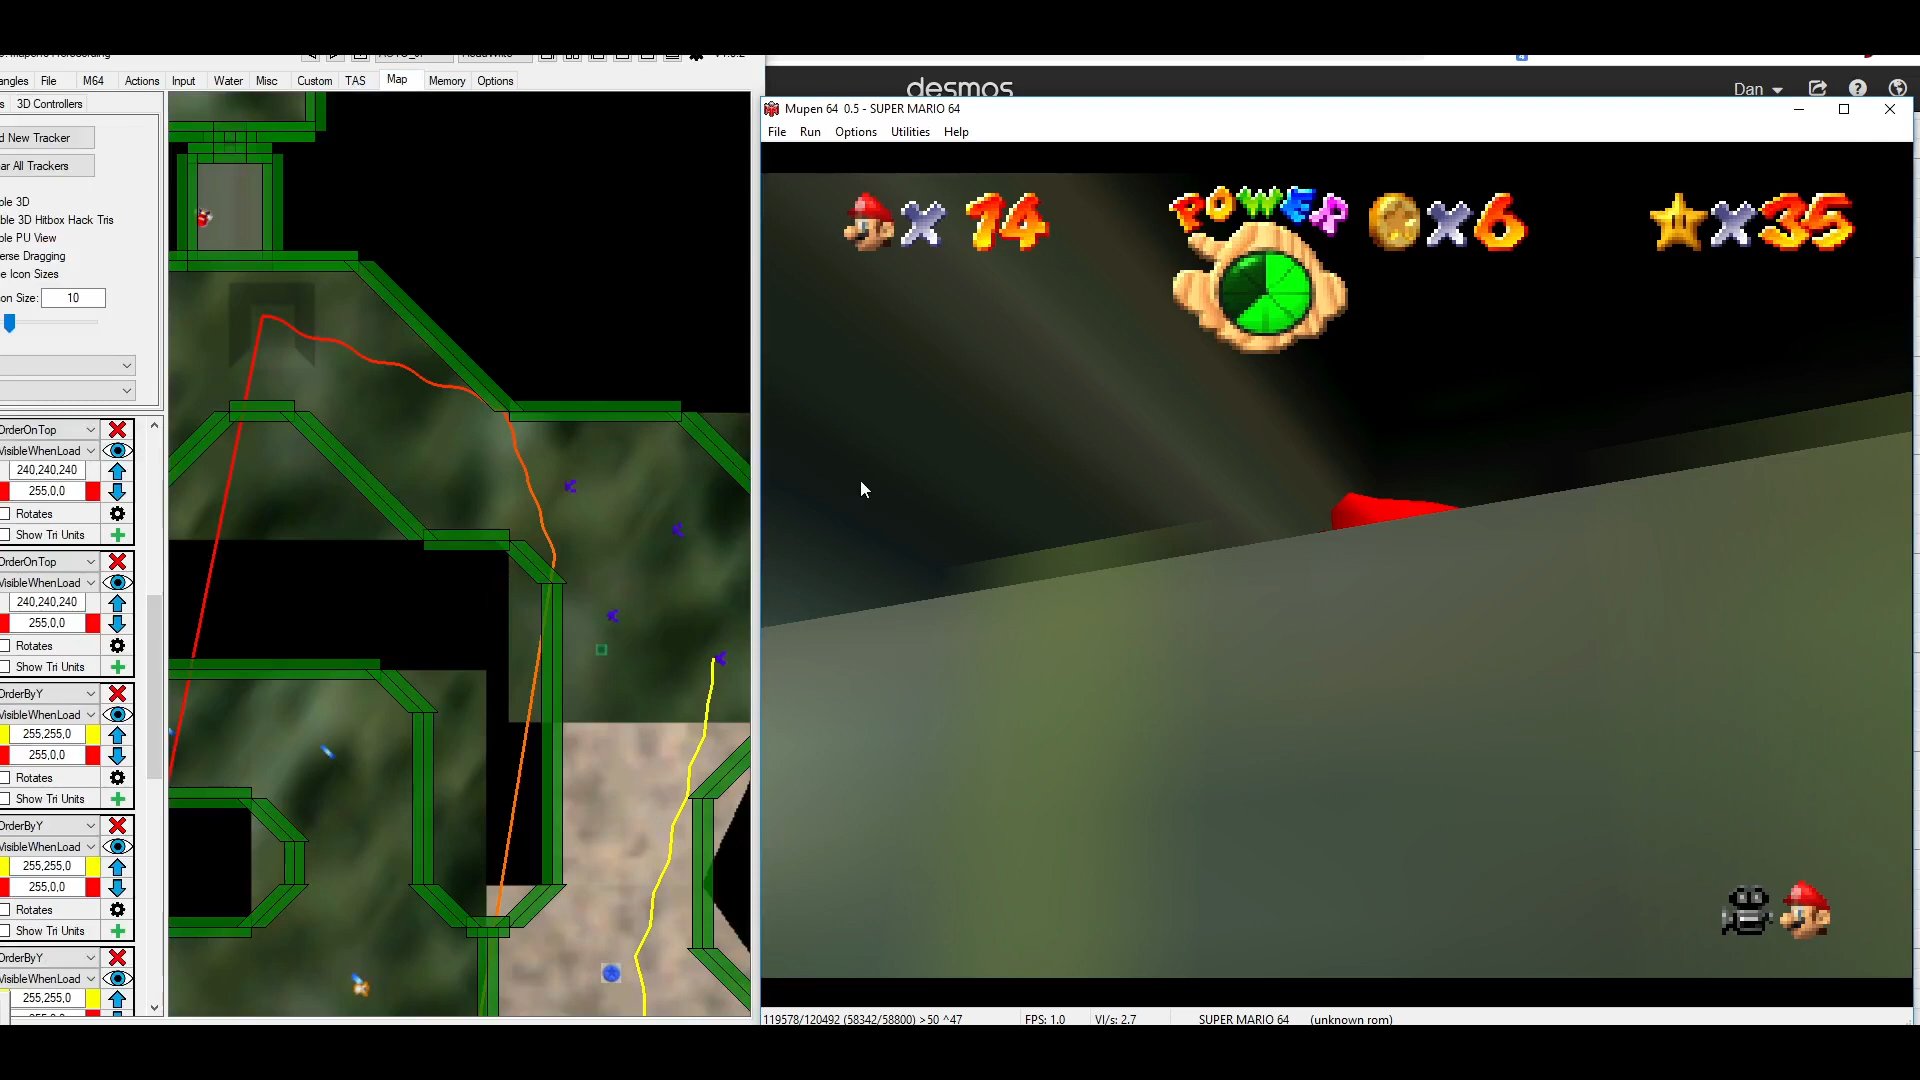 angles File M64 Actions Input Water Misc Custom TAS Map Memory Options
s 3D Controllers
d New Tracker
ar All Trackers
ble 3D
ble 3D Hitbox Hack Tris
ble PU View
erse Dragging
e Icon Sizes
on Size: 10
OrderOnTop
VisibleWhenLoad
240,240,240
255,0,0
Rotates
Show Tri Units
OrderOnTop
VisibleWhenLoad
240,240,240
255,0,0
Rotates
Show Tri Units
OrderByY
VisibleWhenLoad
255,255,0
255,0,0
Rotates
Show Tri Units
OrderByY
VisibleWhenLoad
255,255,0
255,0,0
Rotates
Show Tri Units
OrderByY
VisibleWhenLoad
255,255,0
desmos
Dan
Mupen 64 0.5 - SUPER MARIO 64
File Run Options Utilities Help
x 14 POWER x 6 x 35
119578/120492 (58342/58800) >50 ^47 FPS: 1.0 VI/s: 2.7 SUPER MARIO 64 (unknown rom)